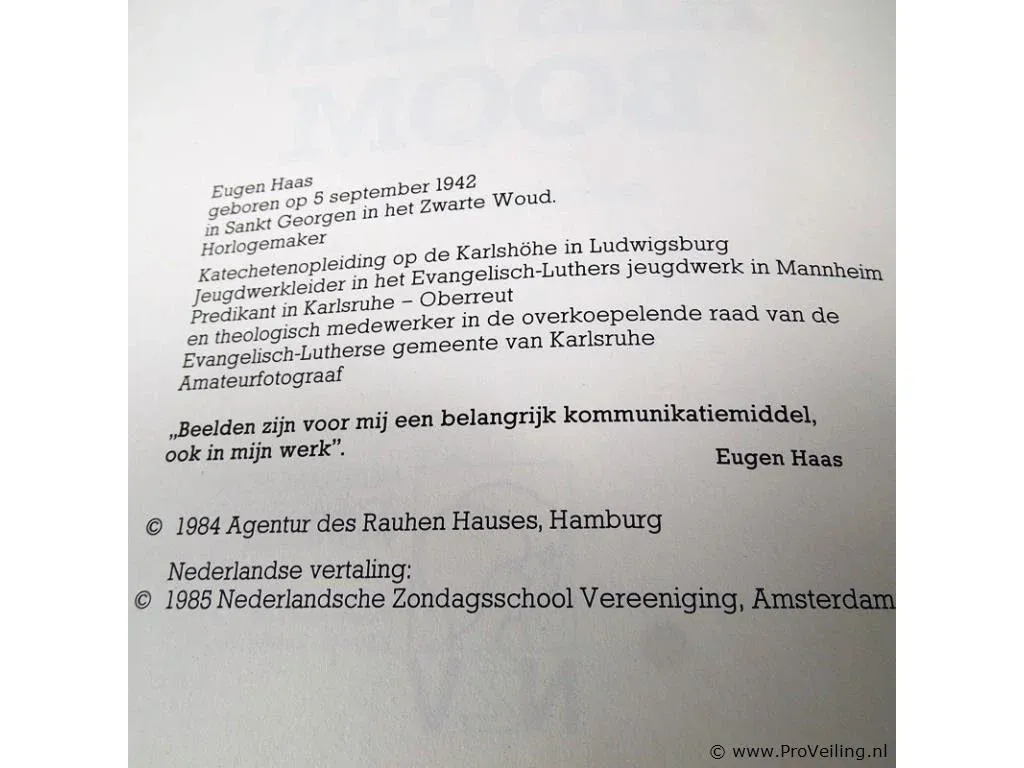 Eugen Haas
geboren op 5 september 1942
in Sankt Georgen in het Zwarte Woud.
Horlogemaker
Katechetenopleiding op de Karlshöhe in Ludwigsburg
Jeugdwerkleider in het Evangelisch-Luthers jeugdwerk in Mannheim
Predikant in Karlsruhe – Oberreut
en theologisch medewerker in de overkoepelende raad van de
Evangelisch-Lutherse gemeente van Karlsruhe
Amateurfotograaf
„Beelden zijn voor mij een belangrijk kommunikatiemiddel,
ook in mijn werk”.
Eugen Haas
© 1984 Agentur des Rauhen Hauses, Hamburg
Nederlandse vertaling:
© 1985 Nederlandsche Zondagsschool Vereeniging, Amsterdam
© www.ProVeiling.nl